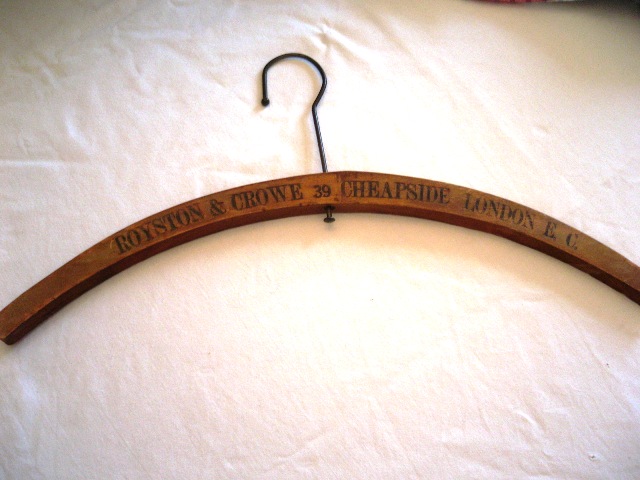 ROYSTON & CROWE 39 CHEAPSIDE LONDON E. C.